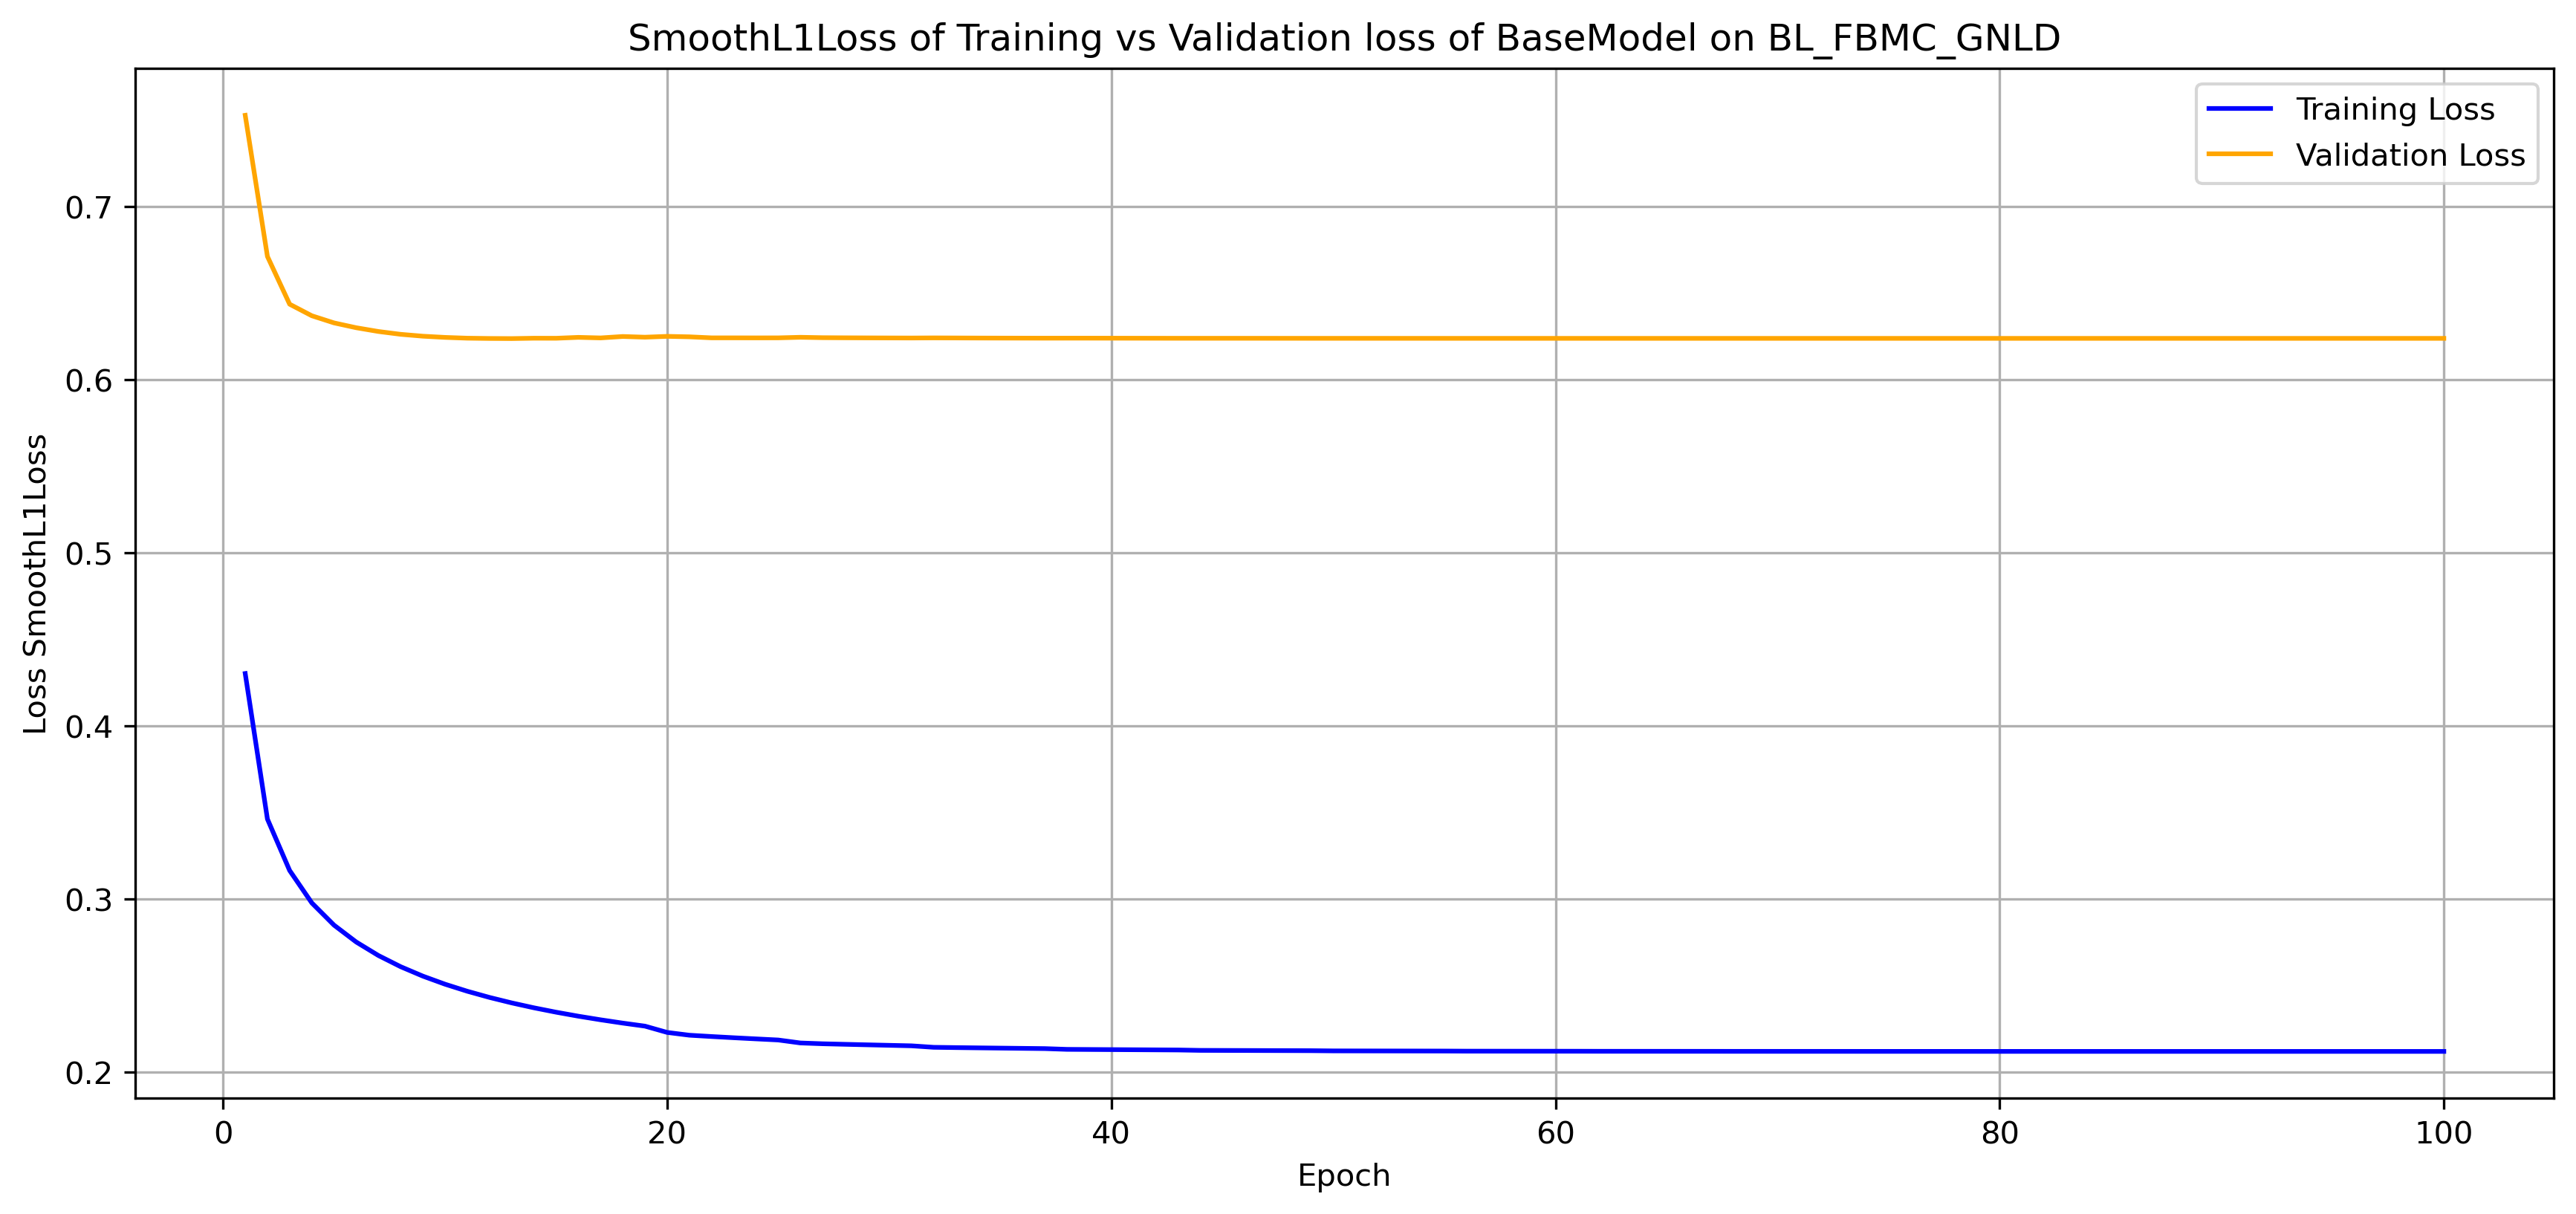 SmoothL1Loss of Training vs Validation loss of BaseModel on BL_FBMC_GNLD
Training Loss
Validation Loss
Loss SmoothL1Loss
0.7
0.6
0.5
0.4
0.3
0.2
0
20
40
60
80
100
Epoch